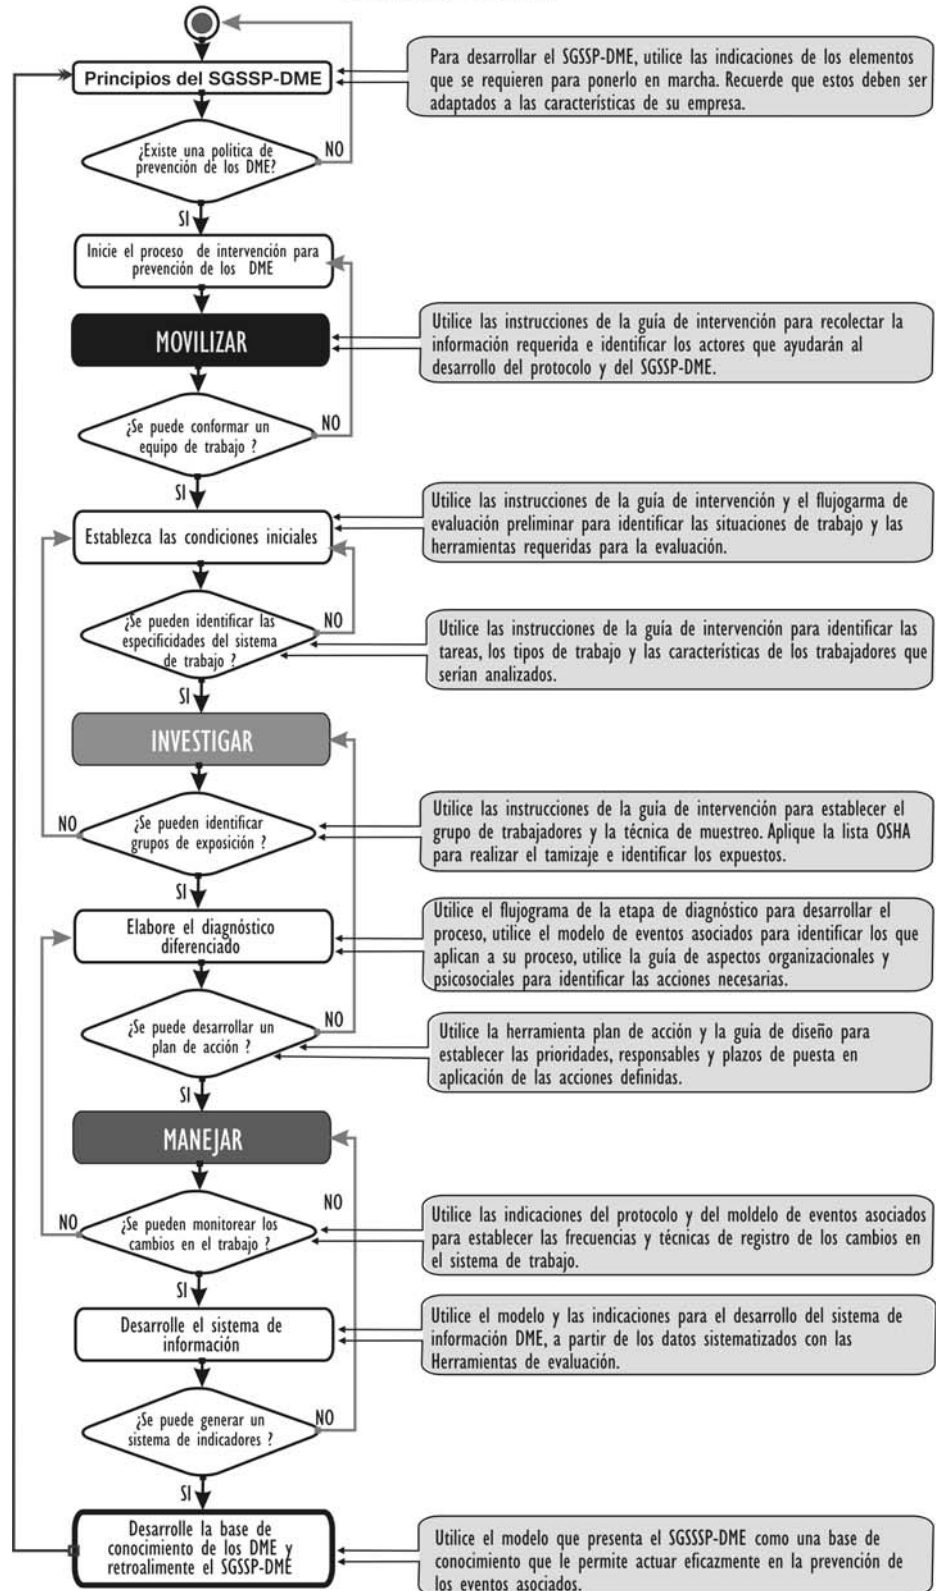 Principios del SGSSP-DME
Para desarrollar el SGSSP-DME, utilice las indicaciones de los elementos
que se requieren para ponerlo en marcha. Recuerde que estos deben ser
adaptados a las características de su empresa.
¿Existe una política de
prevención de los DME?
NO
SI
Inicie el proceso de intervención para
prevención de los DME
MOVILIZAR
Utilice las instrucciones de la guía de intervención para recolectar la
información requerida e identificar los actores que ayudarán al
desarrollo del protocolo y del SGSSP-DME.
¿Se puede conformar un
equipo de trabajo ?
NO
SI
Establezca las condiciones iniciales
Utilice las instrucciones de la guía de intervención y el flujogarma de
evaluación preliminar para identificar las situaciones de trabajo y las
herramientas requeridas para la evaluación.
¿Se pueden identificar las
especificidades del sistema
de trabajo ?
NO
Utilice las instrucciones de la guía de intervención para identificar las
tareas, los tipos de trabajo y las características de los trabajadores que
serían analizados.
SI
INVESTIGAR
NO
¿Se pueden identificar
grupos de exposición ?
Utilice las instrucciones de la guía de intervención para establecer el
grupo de trabajadores y la técnica de muestreo. Aplique la lista OSHA
para realizar el tamizaje e identificar los expuestos.
SI
Elabore el diagnóstico
diferenciado
Utilice el flujograma de la etapa de diagnóstico para desarrollar el
proceso, utilice el modelo de eventos asociados para identificar los que
aplican a su proceso, utilice la guía de aspectos organizacionales y
psicosociales para identificar las acciones necesarias.
¿Se puede desarrollar un
plan de acción ?
NO
Utilice la herramienta plan de acción y la guía de diseño para
establecer las prioridades, responsables y plazos de puesta en
aplicación de las acciones definidas.
SI
MANEJAR
NO
NO
¿Se pueden monitorear los
cambios en el trabajo ?
Utilice las indicaciones del protocolo y del moldelo de eventos asociados
para establecer las frecuencias y técnicas de registro de los cambios en
el sistema de trabajo.
SI
Desarrolle el sistema de
información
Utilice el modelo y las indicaciones para el desarrollo del sistema de
información DME, a partir de los datos sistematizados con las
Herramientas de evaluación.
¿Se puede generar un
sistema de indicadores ?
NO
SI
Desarrolle la base de
conocimiento de los DME y
retroalimente el SGSSP-DME
Utilice el modelo que presenta el SGSSSP-DME como una base de
conocimiento que le permite actuar eficazmente en la prevención de
los eventos asociados.